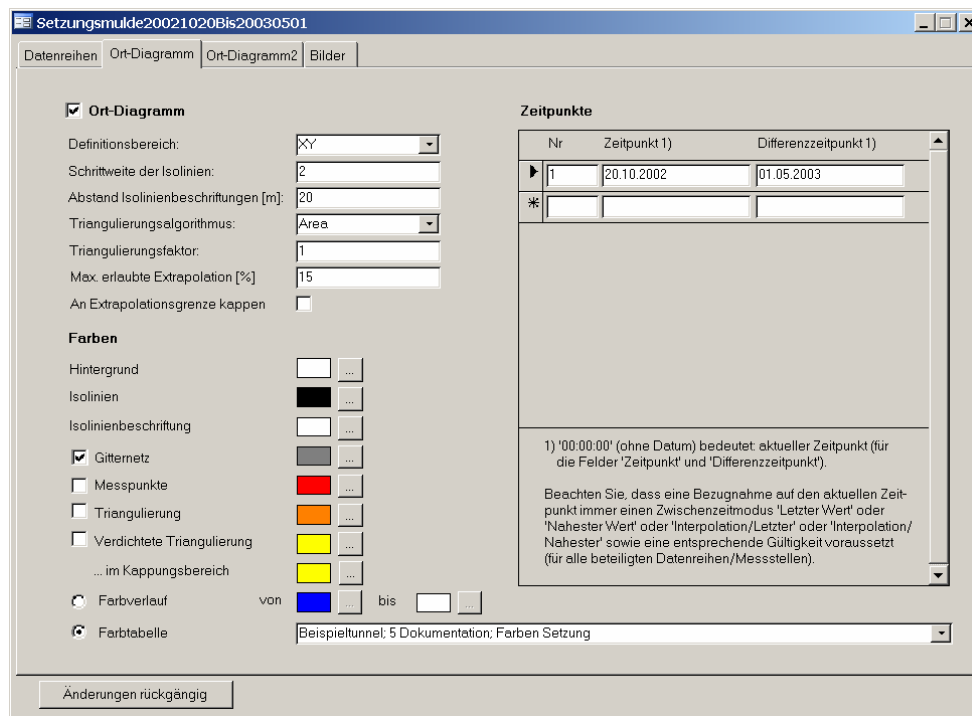 Setzungsmulde20021020Bis20030501
Datenreihen Ort-Diagramm Ort-Diagramm2 Bilder
Ort-Diagramm
Definitionsbereich: XY
Schrittweite der Isolinien: 2
Abstand Isolinienbeschriftungen [m]: 20
Triangulierungsalgorithmus: Area
Triangulierungsfaktor: 1
Max. erlaubte Extrapolation [%] 15
An Extrapolationsgrenze kappen
Farben
Hintergrund ...
Isolinien ...
Isolinienbeschriftung ...
Gitternetz ...
Messpunkte ...
Triangulierung ...
Verdichtete Triangulierung ...
... im Kappungsbereich ...
Farbverlauf von ... bis ...
Farbtabelle Beispieltunnel; 5 Dokumentation; Farben Setzung
Zeitpunkte
Nr Zeitpunkt 1) Differenzzeitpunkt 1)
1 20.10.2002 01.05.2003
1) '00:00:00' (ohne Datum) bedeutet: aktueller Zeitpunkt (für
die Felder 'Zeitpunkt' und 'Differenzzeitpunkt').
Beachten Sie, dass eine Bezugnahme auf den aktuellen Zeit-
punkt immer einen Zwischenzeitmodus 'Letzter Wert' oder
'Nahester Wert' oder 'Interpolation/Letzter' oder 'Interpolation/
Nahester' sowie eine entsprechende Gültigkeit voraussetzt
(für alle beteiligten Datenreihen/Messstellen).
Änderungen rückgängig